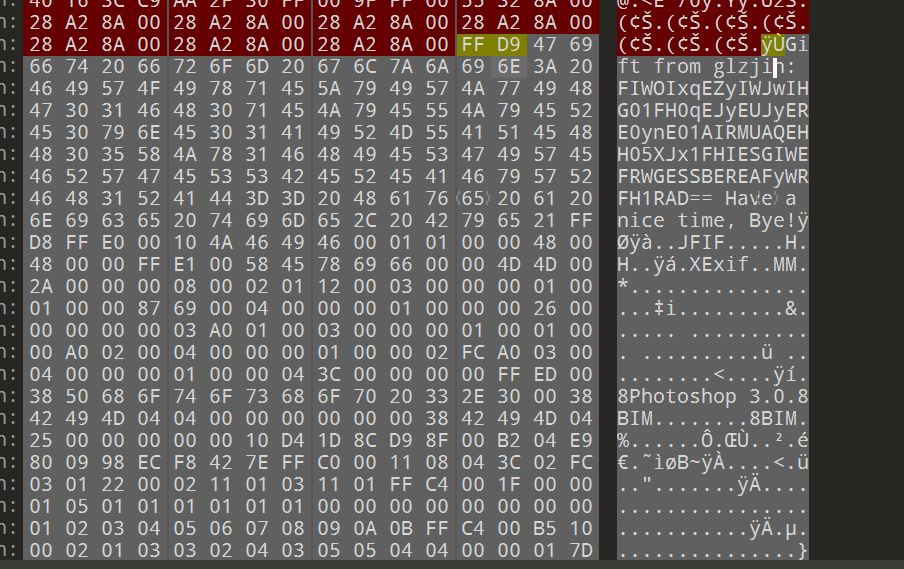 n: 28 A2 8A 00 28 A2 8A 00 28 A2 8A 00 28 A2 8A 00 (¢Š.(¢Š.(¢Š.(¢Š.
n: 28 A2 8A 00 28 A2 8A 00 28 A2 8A 00 FF D9 47 69 (¢Š.(¢Š.(¢Š.ÿÙGi
n: 66 74 20 66 72 6F 6D 20 67 6C 7A 6A 69 6E 3A 20 ft from glzjin:
n: 46 49 57 4F 49 78 71 45 5A 79 49 57 4A 77 49 48 FIWOIxqEZyIWJwIH
n: 47 30 31 46 48 30 71 45 4A 79 45 55 4A 79 45 52 G01FH0qEJyEUJyER
n: 45 30 79 6E 45 30 31 41 49 52 4D 55 41 51 45 48 E0ynE01AIRMUAQEH
n: 48 30 35 58 4A 78 31 46 48 49 45 53 47 49 57 45 H05XJx1FHIESGIWE
n: 46 52 57 47 45 53 53 42 45 52 45 41 46 79 57 52 FRWGESSBEREAFyWR
n: 46 48 31 52 41 44 3D 3D 20 48 61 76 65 20 61 20 FH1RAD== Have a
n: 6E 69 63 65 20 74 69 6D 65 2C 20 42 79 65 21 FF nice time, Bye!ÿ
n: D8 FF E0 00 10 4A 46 49 46 00 01 01 00 00 48 00 Øÿà..JFIF.....H.
n: 48 00 00 FF E1 00 58 45 78 69 66 00 00 4D 4D 00 H..ÿá.XExif..MM.
n: 2A 00 00 00 08 00 02 01 12 00 03 00 00 00 01 00 *...............
n: 01 00 00 87 69 00 04 00 00 00 01 00 00 00 26 00 ...‡i.........&.
n: 00 00 00 00 03 A0 01 00 03 00 00 00 01 00 01 00 ..... ..........
n: 00 A0 02 00 04 00 00 00 01 00 00 02 FC A0 03 00 . ..........ü ..
n: 04 00 00 00 01 00 00 04 3C 00 00 00 00 FF ED 00 ........<....ÿí.
n: 38 50 68 6F 74 6F 73 68 6F 70 20 33 2E 30 00 38 8Photoshop 3.0.8
n: 42 49 4D 04 04 00 00 00 00 00 00 38 42 49 4D 04 BIM........8BIM.
n: 25 00 00 00 00 00 10 D4 1D 8C D9 8F 00 B2 04 E9 %......Ô.ŒÙ..².é
n: 80 09 98 EC F8 42 7E FF C0 00 11 08 04 3C 02 FC €.˜ìøB~ÿÀ....<.ü
n: 03 01 22 00 02 11 01 03 11 01 FF C4 00 1F 00 00 ..".......ÿÄ....
n: 01 05 01 01 01 01 01 01 00 00 00 00 00 00 00 00 ................
n: 01 02 03 04 05 06 07 08 09 0A 0B FF C4 00 B5 10 ...........ÿÄ.µ.
n: 00 02 01 03 03 02 04 03 05 05 04 04 00 00 01 7D ...............}